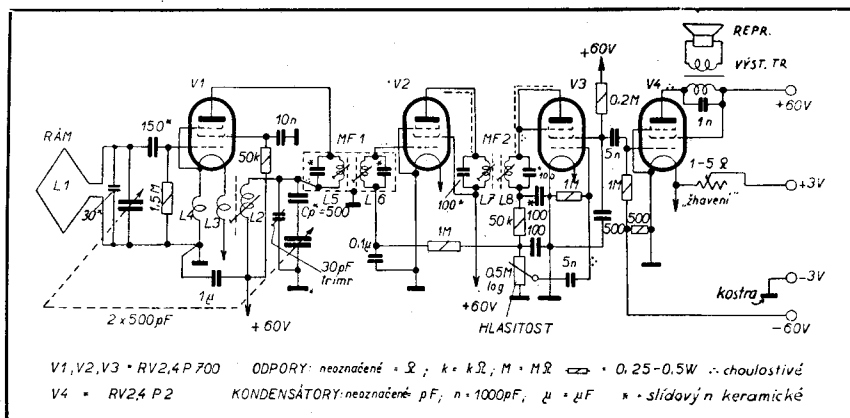 REPR.
VÝST. TR.
+60V
V1
V2
V3
V4
150*
10n
0.2M
1n
+60V
RÁM
50k
MF1
MF2
5n
L1
1,5M
30*
L4
L3
L2
Cp*=500
L5
L6
100*
L7
L8
100
1M
1M
1-5 Ω
+3V
"žhavení"
50k
100
100
500
500
0.1µ
1M
30pF
trimr
1µ
0.5M
log
5n
kostra
-3V
+60V
+60V
HLASITOST
-60V
2 x 500pF
V1, V2, V3 = RV2,4 P 700 ODPORY: neoznačené = Ω ; k = kΩ ; M = MΩ = 0,25-0,5W ∴ choulostivé
V4 = RV2,4 P 2 KONDENSÁTORY: neoznačené= pF; n = 1000pF, µ = µF * = slídový n keramické